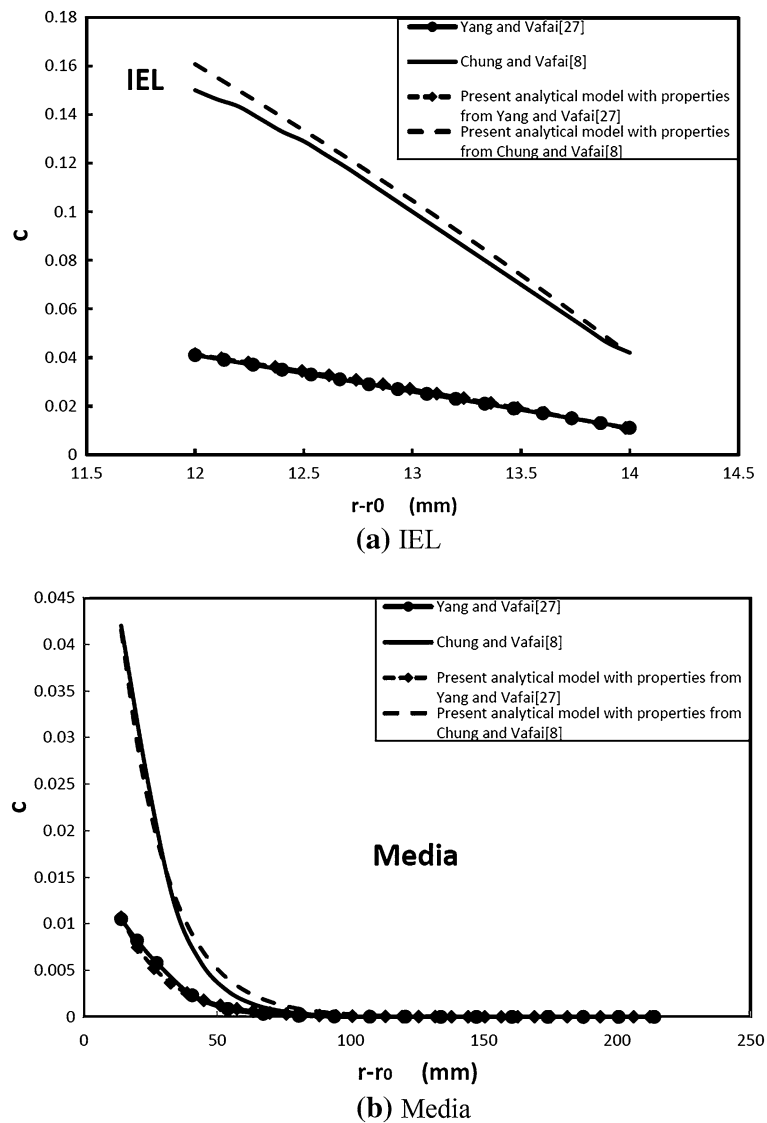 0.18
0.16
0.14
0.12
0.1
0.08
0.06
0.04
0.02
0
c
IEL
Yang and Vafai[27]
Chung and Vafai[8]
Present analytical model with properties
from Yang and Vafai[27]
Present analytical model with properties
from Chung and Vafai[8]
11.5 12 12.5 13 13.5 14 14.5
r-r0 (mm)
(a) IEL
0.045
0.04
0.035
0.03
0.025
0.02
0.015
0.01
0.005
0
c
Yang and Vafai[27]
Chung and Vafai[8]
Present analytical model with properties from
Yang and Vafai[27]
Present analytical model with properties from
Chung and Vafai[8]
Media
0 50 100 150 200 250
r-r0 (mm)
(b) Media